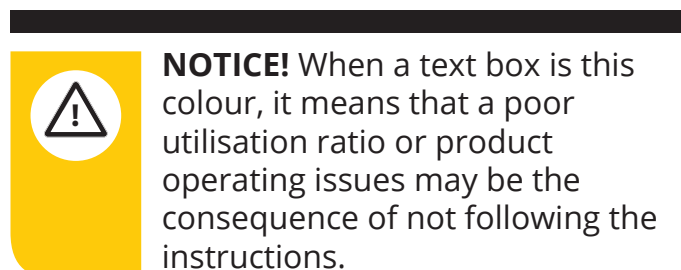 NOTICE! When a text box is this
colour, it means that a poor
utilisation ratio or product
operating issues may be the
consequence of not following the
instructions.